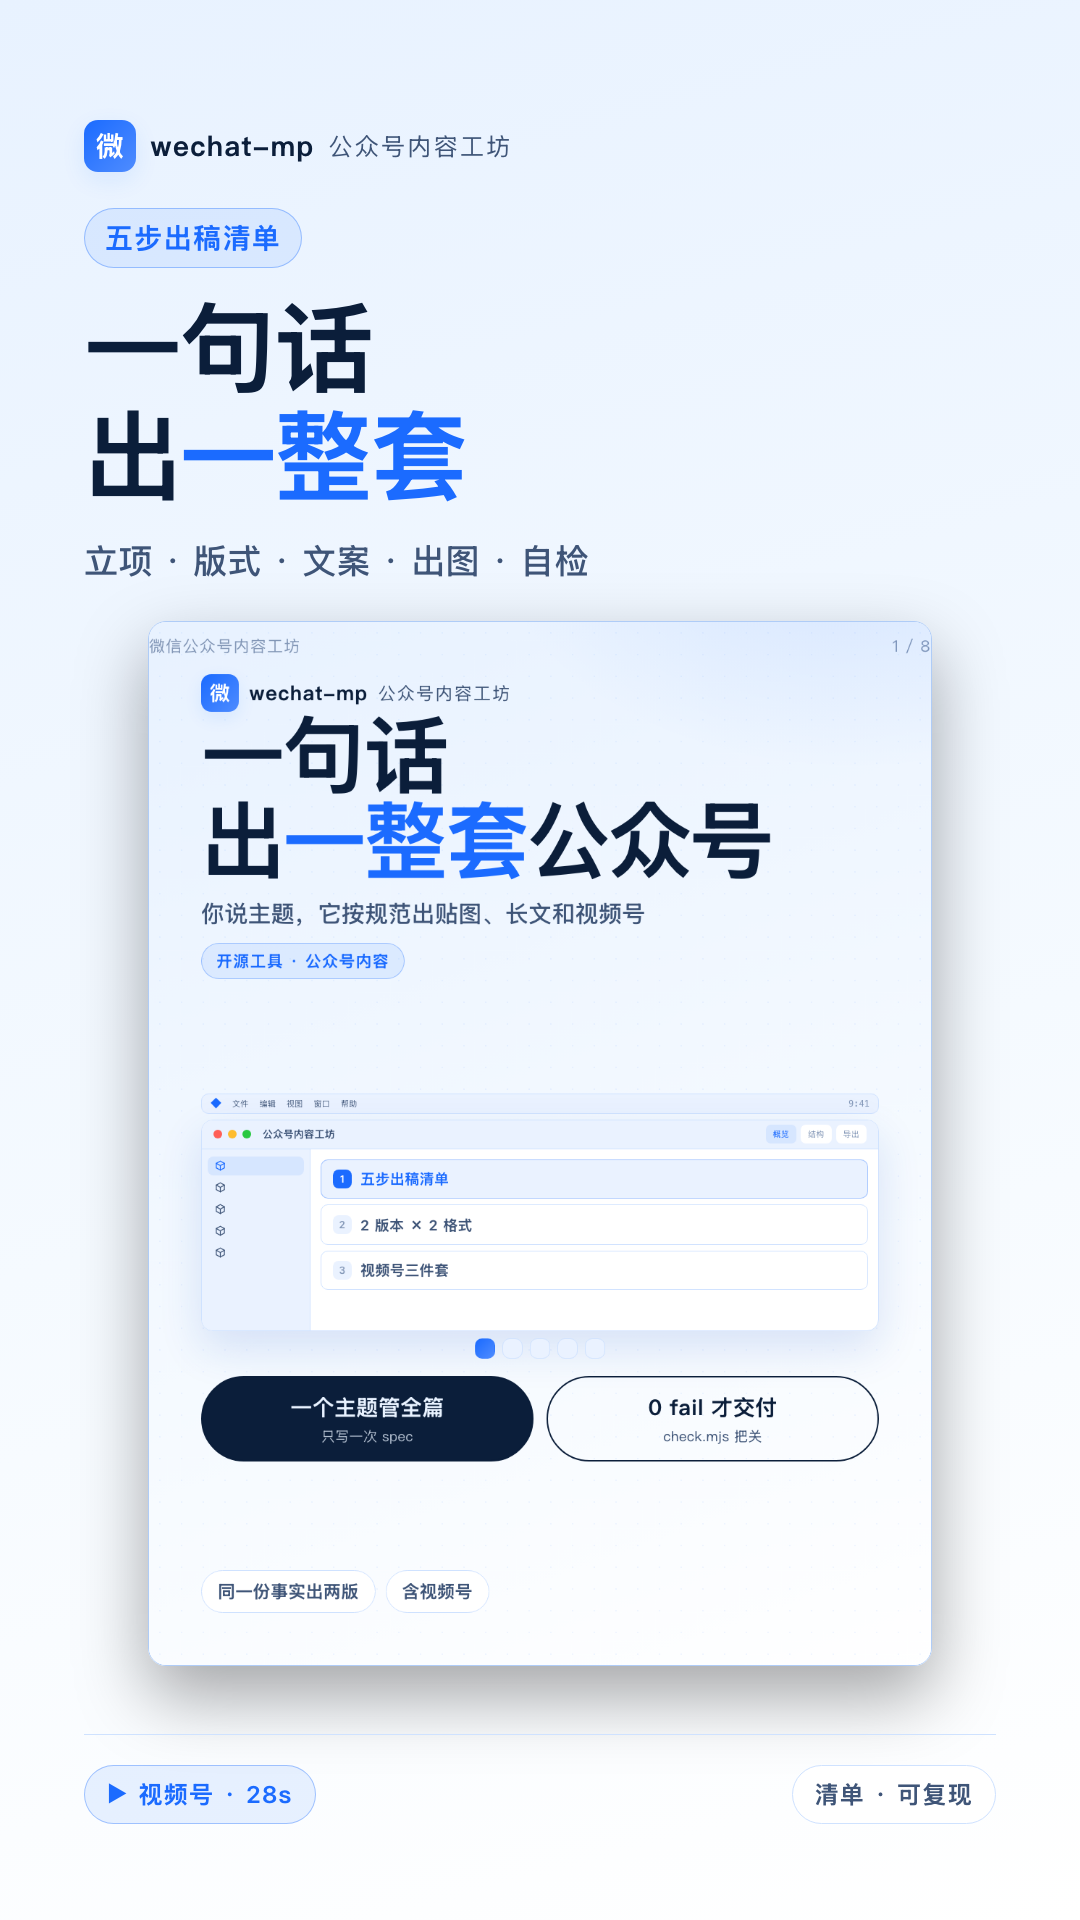 微 wechat-mp 公众号内容工坊
五步出稿清单
一句话
出一整套
立项 · 版式 · 文案 · 出图 · 自检
微信公众号内容工坊 1 / 8
微 wechat-mp 公众号内容工坊
一句话
出一整套公众号
你说主题，它按规范出贴图、长文和视频号
开源工具 · 公众号内容
文件 编辑 视图 窗口 帮助 9:41
公众号内容工坊 概览 结构 导出
1 五步出稿清单
2 2 版本 × 2 格式
3 视频号三件套
一个主题管全篇 0 fail 才交付
只写一次 spec check.mjs 把关
同一份事实出两版 含视频号
▶ 视频号 · 28s 清单 · 可复现